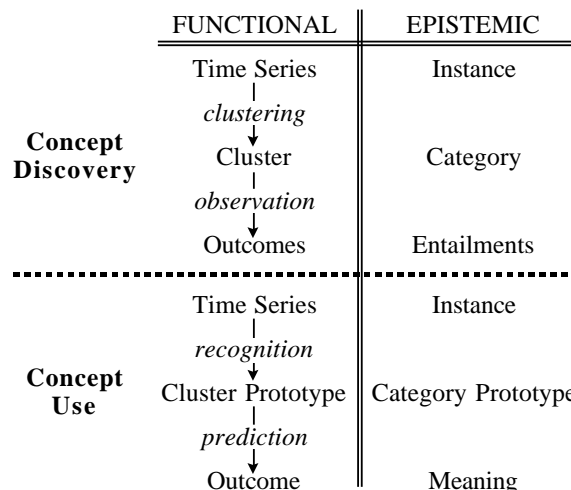 FUNCTIONAL EPISTEMIC
Time Series Instance
clustering
Concept
Discovery
Cluster Category
observation
Outcomes Entailments
Time Series Instance
recognition
Concept
Use
Cluster Prototype Category Prototype
prediction
Outcome Meaning